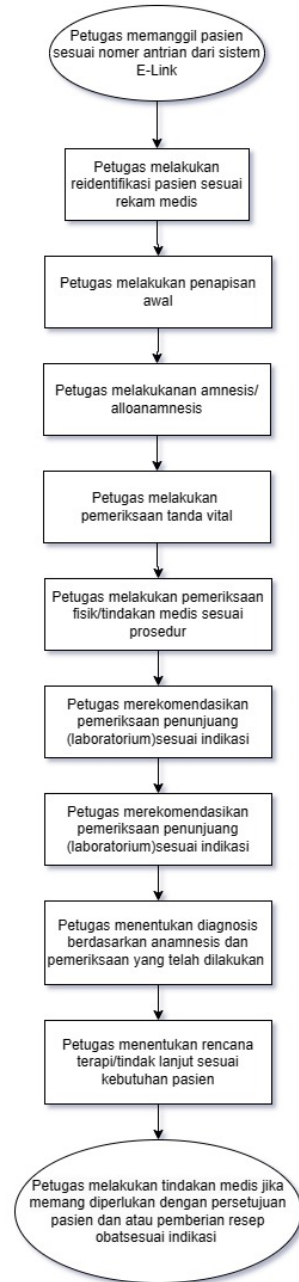 Petugas memanggil pasien
sesuai nomer antrian dari sistem
E-Link
Petugas melakukan
reidentifikasi pasien sesuai
rekam medis
Petugas melakukan penapisan
awal
Petugas melakukanan amnesis/
alloanamnesis
Petugas melakukan
pemeriksaan tanda vital
Petugas melakukan pemeriksaan
fisik/tindakan medis sesuai
prosedur
Petugas merekomendasikan
pemeriksaan penunjuang
(laboratorium)sesuai indikasi
Petugas merekomendasikan
pemeriksaan penunjuang
(laboratorium)sesuai indikasi
Petugas menentukan diagnosis
berdasarkan anamnesis dan
pemeriksaan yang telah dilakukan
Petugas menentukan rencana
terapi/tindak lanjut sesuai
kebutuhan pasien
Petugas melakukan tindakan medis jika
memang diperlukan dengan persetujuan
pasien dan atau pemberian resep
obatsesuai indikasi